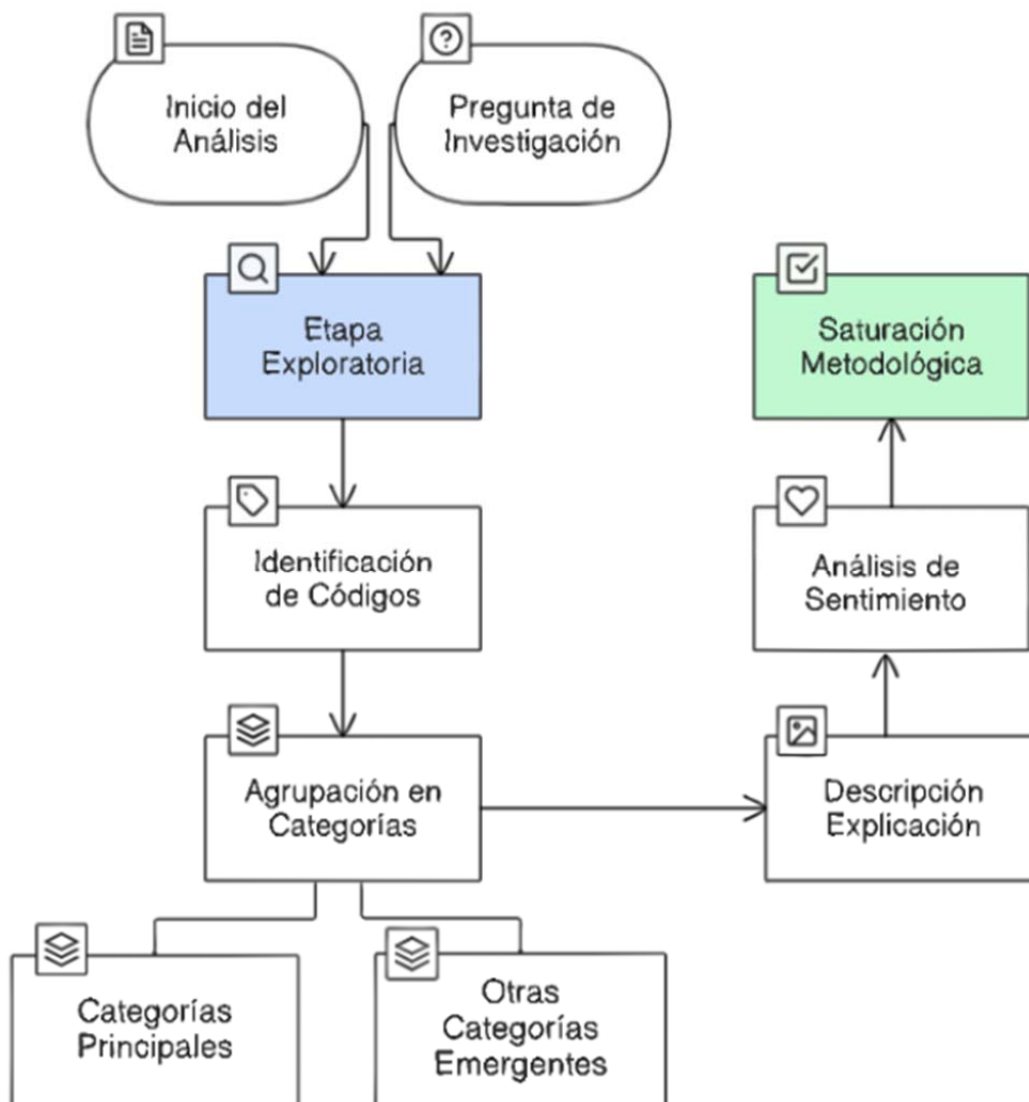 Inicio del
Análisis
Pregunta de
Investigación
Etapa
Exploratoria
Saturación
Metodológica
Identificación
de Códigos
Análisis de
Sentimiento
Agrupación en
Categorías
Descripción
Explicación
Categorías
Principales
Otras
Categorías
Emergentes